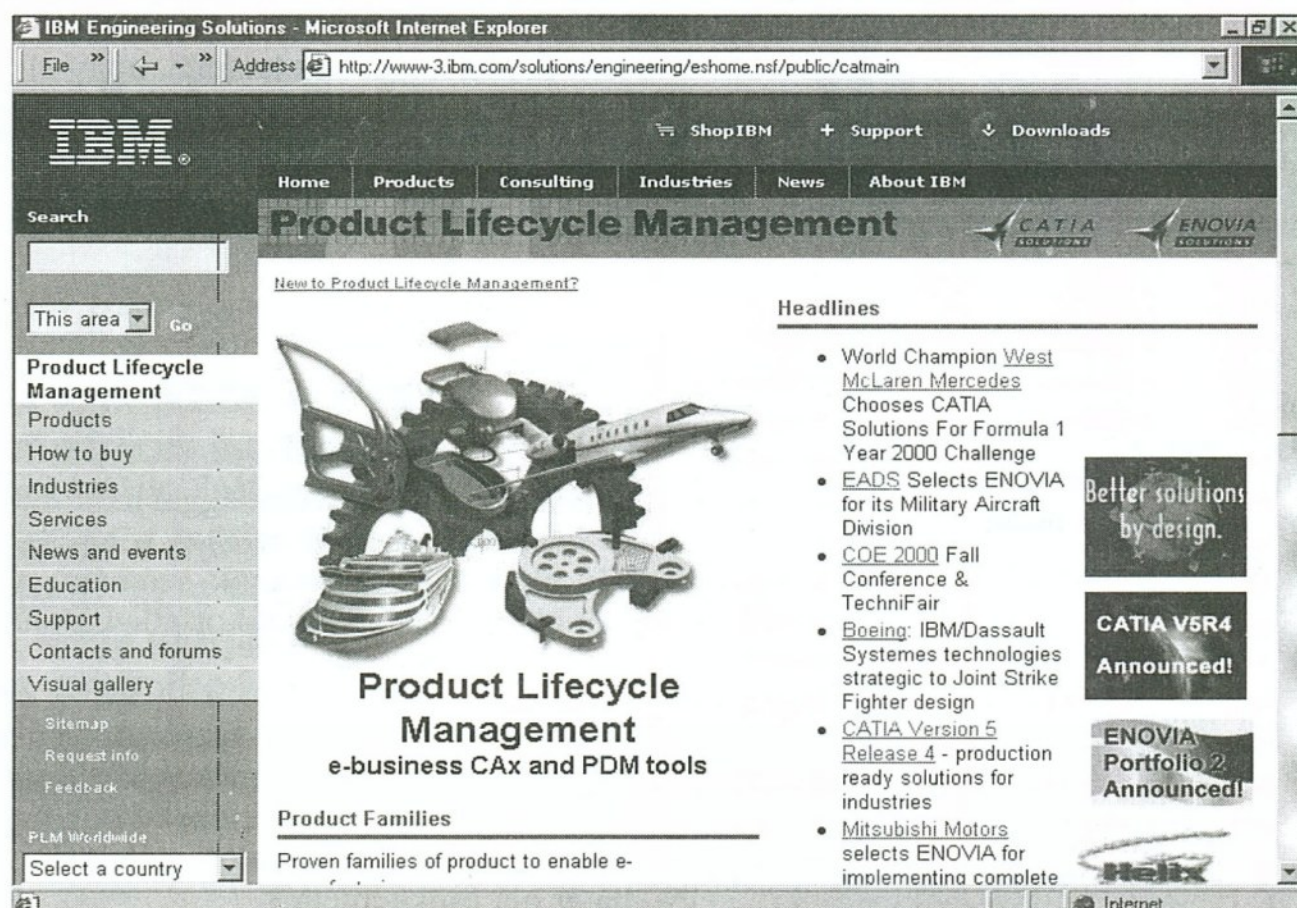 IBM Engineering Solutions - Microsoft Internet Explorer
File » » Address http://www-3.ibm.com/solutions/engineering/eshome.nsf/public/catmain
IBM®
ShopIBM + Support Downloads
Home Products Consulting Industries News About IBM
Search
Product Lifecycle Management CATIA SOLUTIONS ENOVIA SOLUTIONS
This area Go
Product Lifecycle
Management
Products
How to buy
Industries
Services
News and events
Education
Support
Contacts and forums
Visual gallery
Sitemap
Request info
Feedback
PLM Worldwide
Select a country
New to Product Lifecycle Management?
Product Lifecycle
Management
e-business CAx and PDM tools
Product Families
Proven families of product to enable e-
Headlines
• World Champion West
McLaren Mercedes
Chooses CATIA
Solutions For Formula 1
Year 2000 Challenge
• EADS Selects ENOVIA
for its Military Aircraft
Division
• COE 2000 Fall
Conference &
TechniFair
• Boeing: IBM/Dassault
Systemes technologies
strategic to Joint Strike
Fighter design
• CATIA Version 5
Release 4 - production
ready solutions for
industries
• Mitsubishi Motors
selects ENOVIA for
implementing complete
Better solutions
by design.
CATIA V5R4
Announced!
ENOVIA
Portfolio 2
Announced!
Helix
Internet